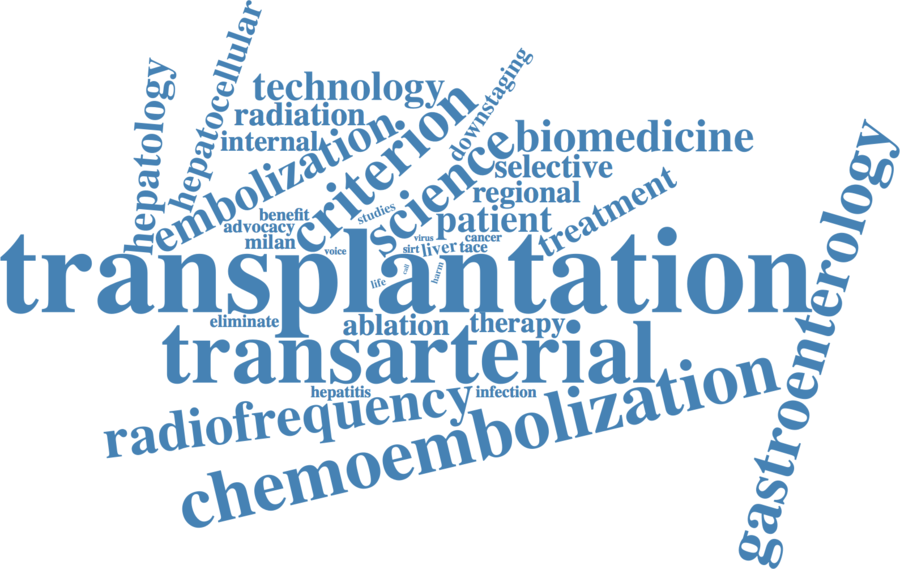 hepatology
hepatocellular
technology
radiation
internal
embolization.
criterion
downstaging
science
biomedicine
selective
regional
treatment
patient
benefit
studies
advocacy
milan
voice
virus
cancer
sirt
liver
tace
life
harm
transplantation
gastroenterology
eliminate
ablation
therapy
transarterial
hepatitis
infection
radiofrequency
chemoembolization